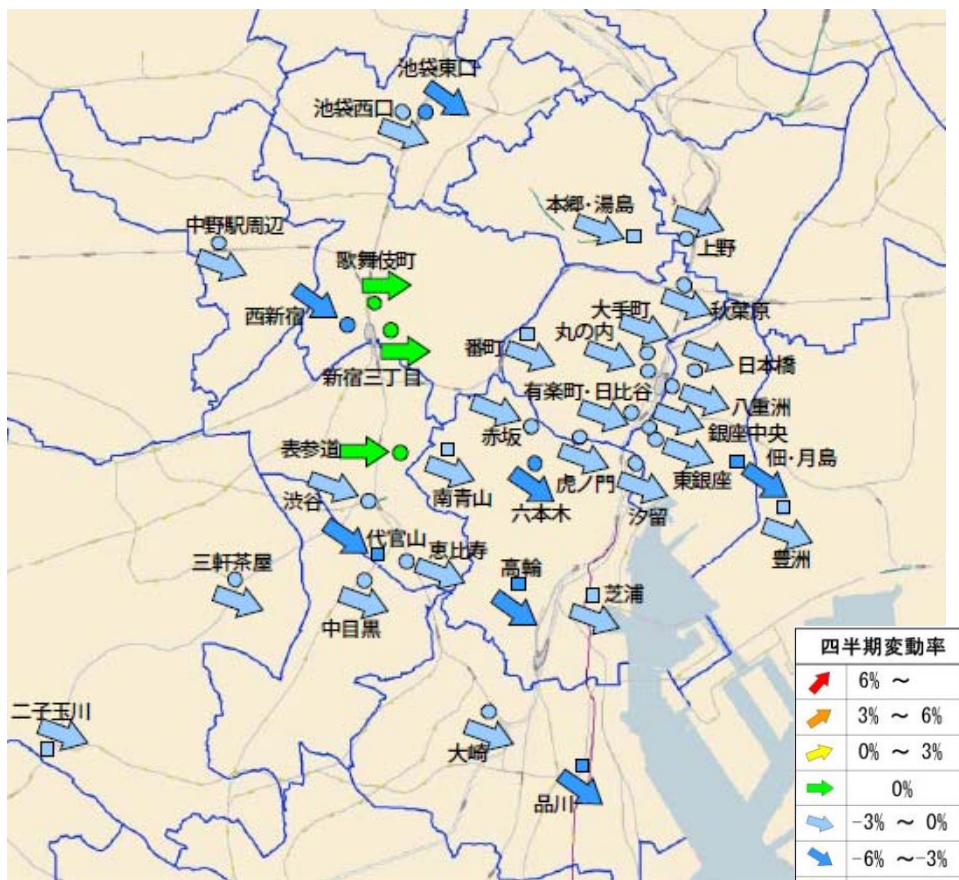 池袋東口
池袋西口
本郷・湯島
上野
中野駅周辺
歌舞伎町
大手町
秋葉原
西新宿
丸の内
番町
新宿三丁目
日本橋
有楽町・日比谷
八重洲
赤坂
銀座中央
表参道
佃・月島
南青山
虎ノ門
東銀座
渋谷
六本木
汐留
代官山
恵比寿
豊洲
三軒茶屋
高輪
芝浦
中目黒
二子玉川
大崎
品川
四半期変動率
6% ～
3% ～ 6%
0% ～ 3%
0%
-3% ～ 0%
-6% ～-3%